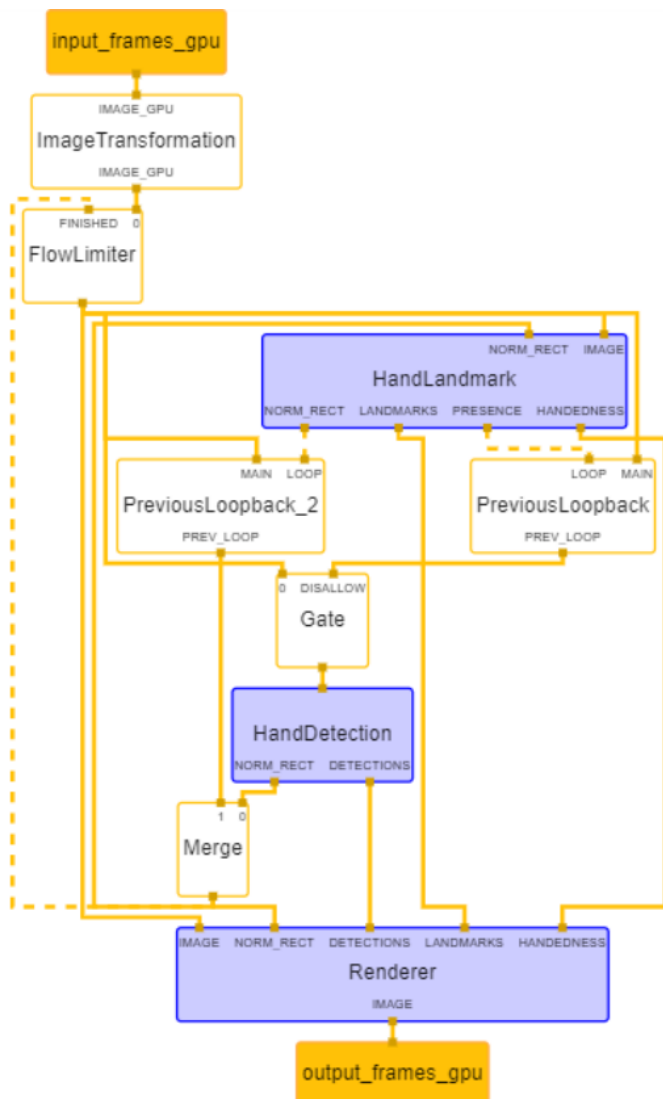 input_frames_gpu
IMAGE_GPU
ImageTransformation
IMAGE_GPU
FINISHED 0
FlowLimiter
NORM_RECT IMAGE
HandLandmark
NORM_RECT LANDMARKS PRESENCE HANDEDNESS
MAIN LOOP
PreviousLoopback_2
PREV_LOOP
LOOP MAIN
PreviousLoopback
PREV_LOOP
0 DISALLOW
Gate
HandDetection
NORM_RECT DETECTIONS
1 0
Merge
IMAGE NORM_RECT DETECTIONS LANDMARKS HANDEDNESS
Renderer
IMAGE
output_frames_gpu